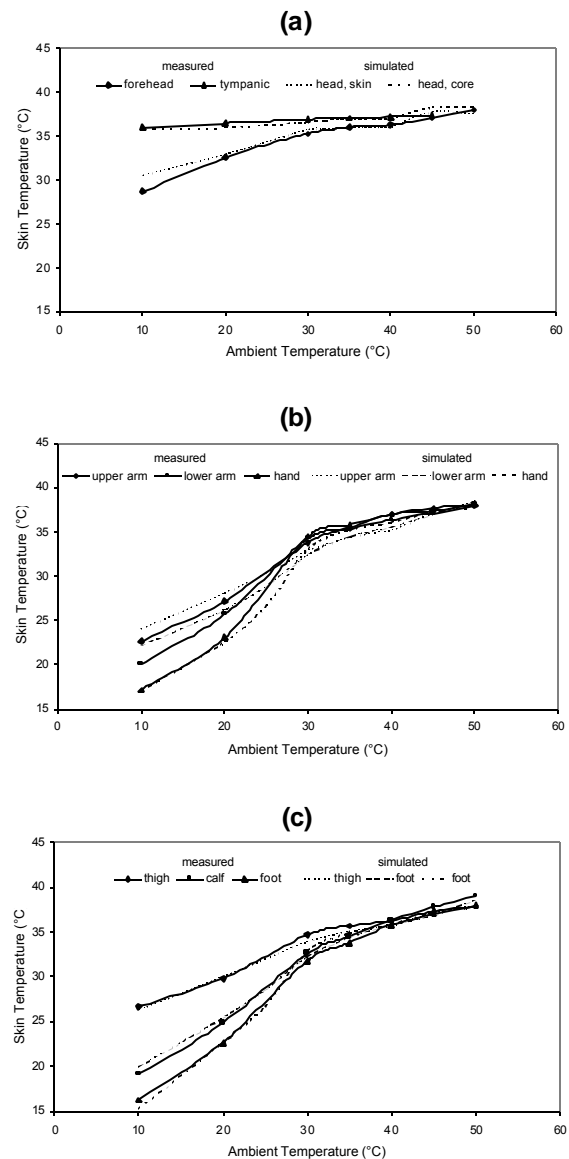 (a)
45
measured simulated
forehead tympanic head, skin head, core
40
35
30
25
20
15
Skin Temperature (°C)
0 10 20 30 40 50 60
Ambient Temperature (°C)
(b)
45
measured simulated
upper arm lower arm hand upper arm lower arm hand
40
35
30
25
20
15
Skin Temperature (°C)
0 10 20 30 40 50 60
Ambient Temperature (°C)
(c)
45
measured simulated
thigh calf foot thigh foot foot
40
35
30
25
20
15
Skin Temperature (°C
0 10 20 30 40 50 60
Ambient Temperature (°C)